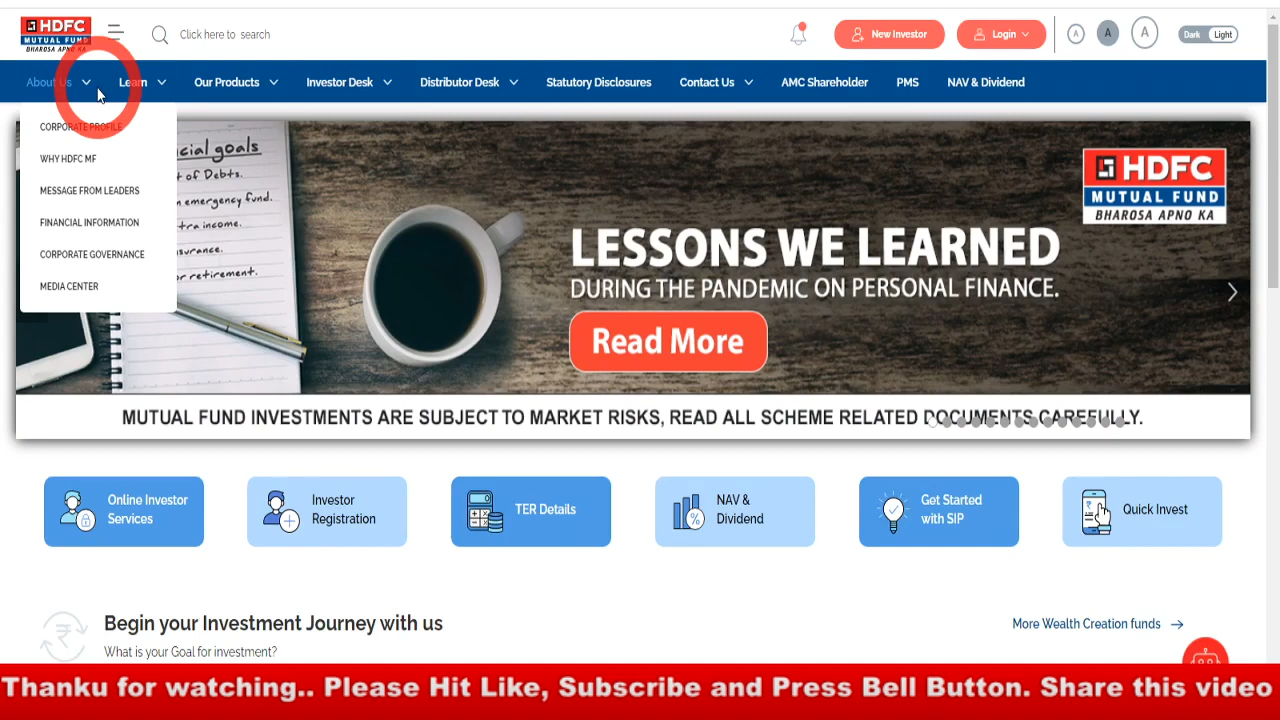 HDFC
MUTUAL FUND
BHAROSA APNO KA
Click here to search
New Investor
Login
A
A
A
Dark
Light
About Us
Learn
Our Products
Investor Desk
Distributor Desk
Statutory Disclosures
Contact Us
AMC Shareholder
PMS
NAV & Dividend
CORPORATE PROFILE
WHY HDFC MF
MESSAGE FROM LEADERS
FINANCIAL INFORMATION
CORPORATE GOVERNANCE
MEDIA CENTER
goals
of Debts.
emergency fund.
income.
retirement.
HDFC
MUTUAL FUND
BHAROSA APNO KA
LESSONS WE LEARNED
DURING THE PANDEMIC ON PERSONAL FINANCE.
Read More
MUTUAL FUND INVESTMENTS ARE SUBJECT TO MARKET RISKS, READ ALL SCHEME RELATED DOCUMENTS CAREFULLY.
Online Investor
Services
Investor
Registration
TER Details
NAV &
Dividend
Get Started
with SIP
Quick Invest
Begin your Investment Journey with us
More Wealth Creation funds
What is your Goal for investment?
Thanku for watching.. Please Hit Like, Subscribe and Press Bell Button. Share this video